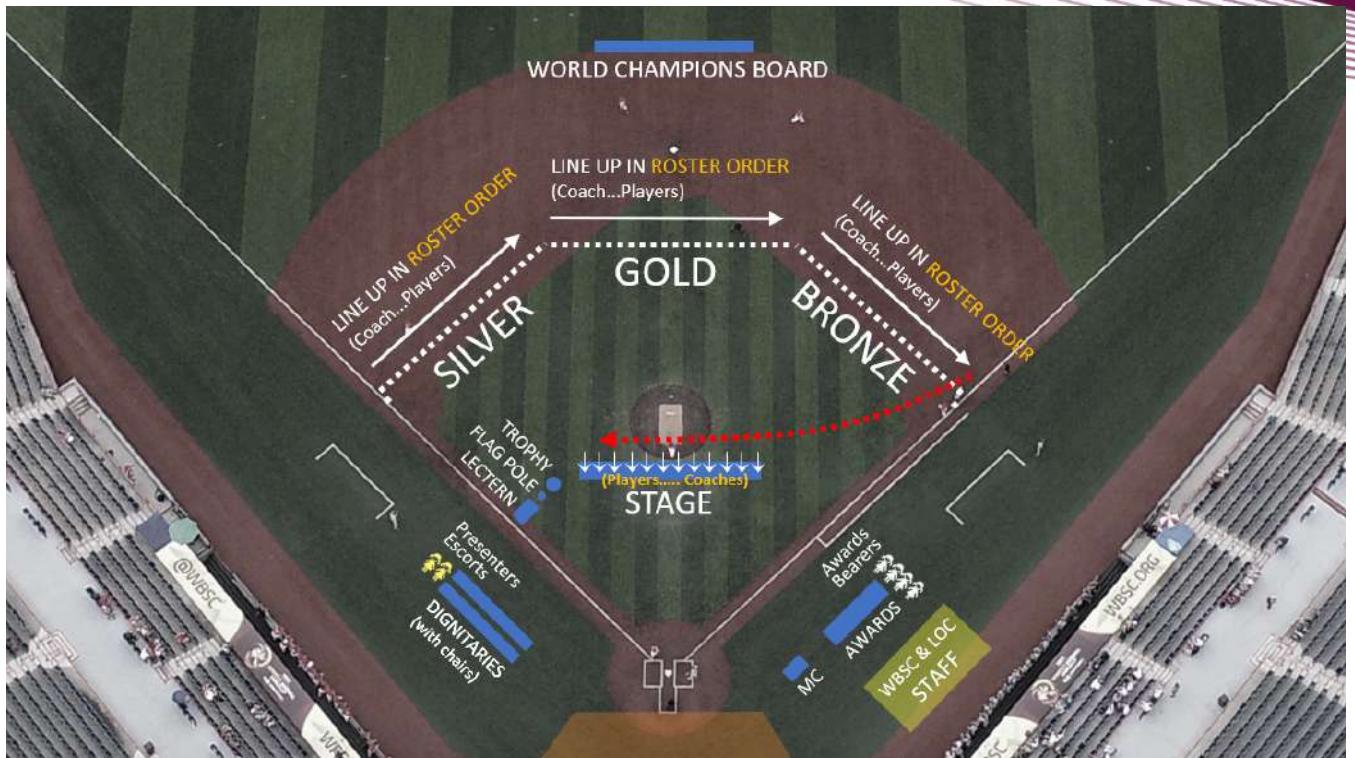 WORLD CHAMPIONS BOARD
LINE UP IN ROSTER ORDER
(Coach...Players)
LINE UP IN ROSTER ORDER
(Coach...Players)
LINE UP IN ROSTER ORDER
(Coach...Players)
GOLD
SILVER
BRONZE
TROPHY
FLAG POLE
LECTERN
(Players..... Coaches)
STAGE
Presenters
Escorts
DIGNITARIES
(with chairs)
Awards
Bearers
AWARDS
MC
WBSC & LOC
STAFF
@WBSC
WBSC.ORG